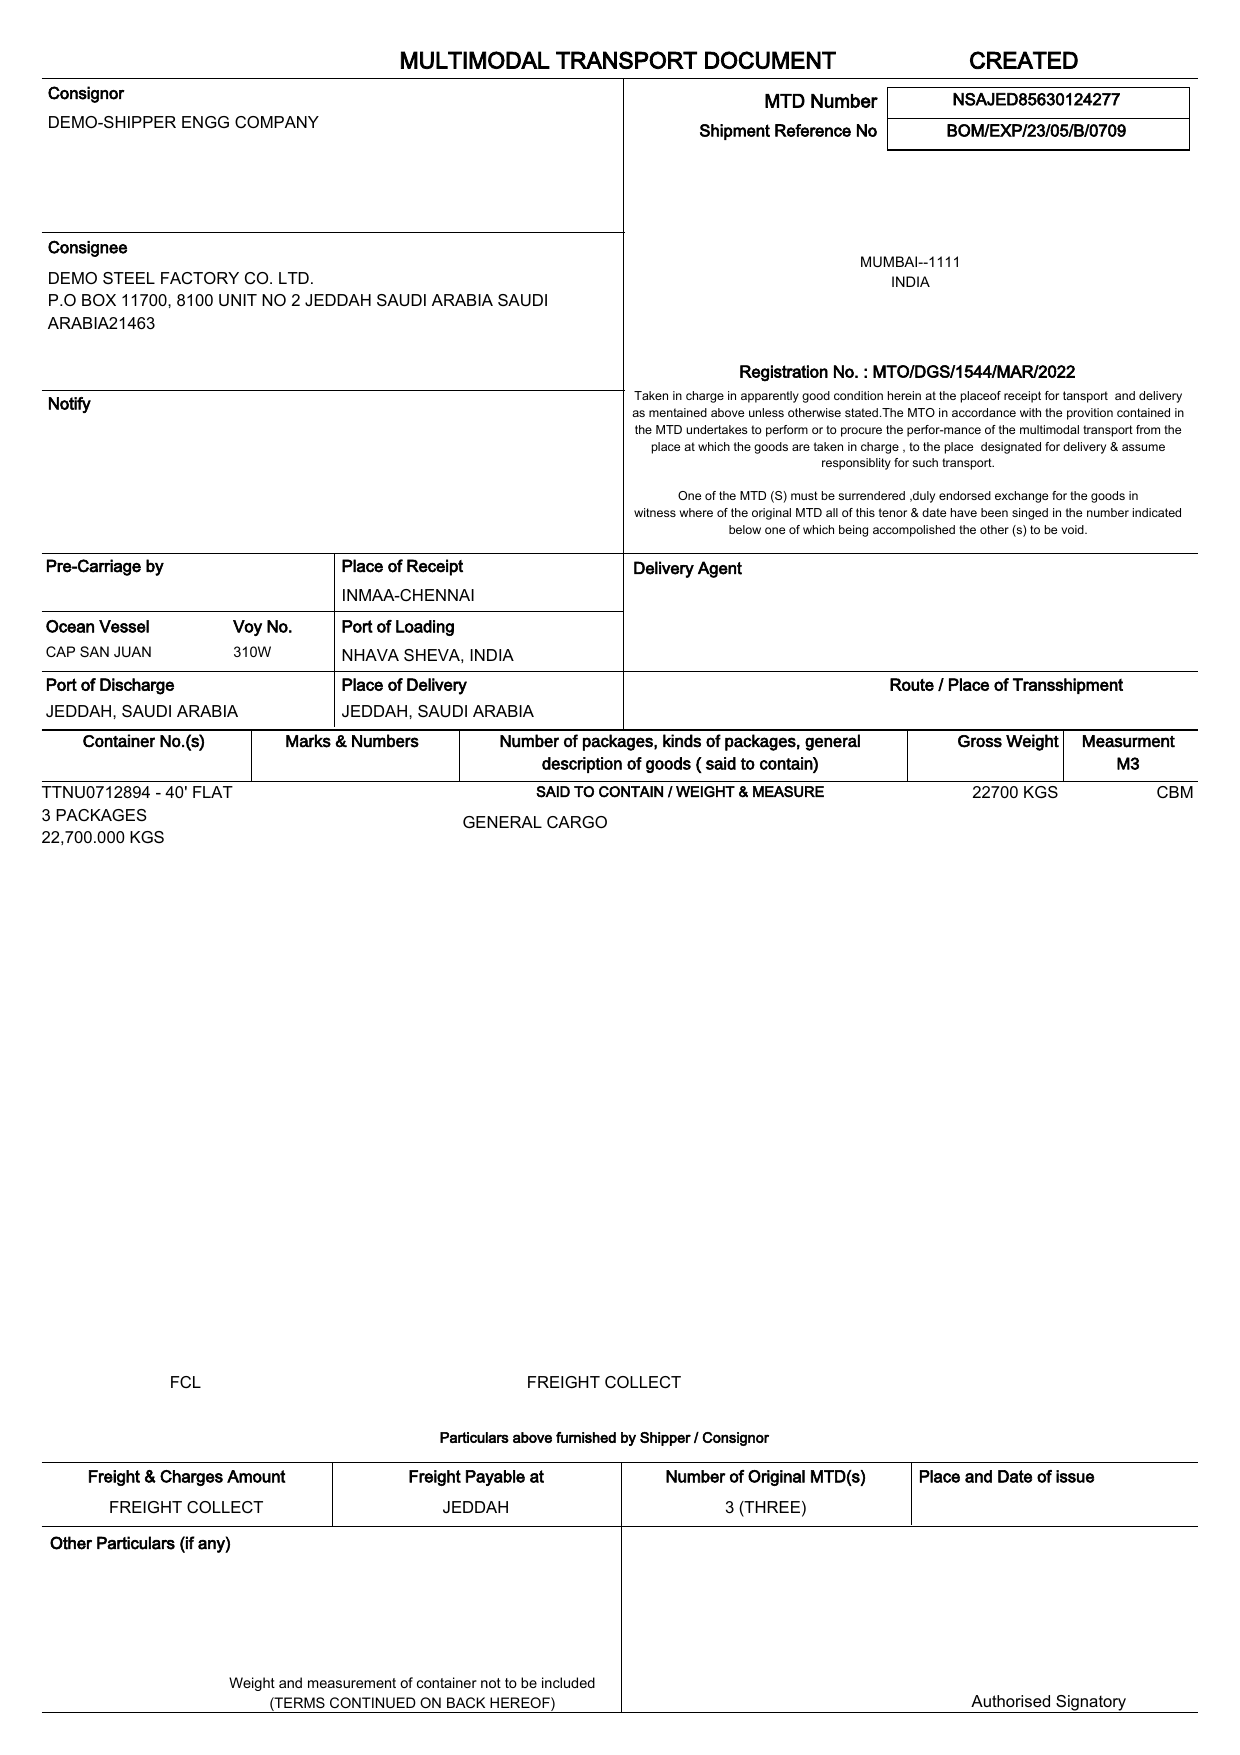 MULTIMODAL TRANSPORT DOCUMENT CREATED
Consignor
DEMO-SHIPPER ENGG COMPANY
MTD Number NSAJED85630124277
Shipment Reference No BOM/EXP/23/05/B/0709
Consignee
DEMO STEEL FACTORY CO. LTD.
P.O BOX 11700, 8100 UNIT NO 2 JEDDAH SAUDI ARABIA SAUDI
ARABIA21463
MUMBAI--1111
INDIA
Registration No. : MTO/DGS/1544/MAR/2022
Notify
Taken in charge in apparently good condition herein at the placeof receipt for tansport and delivery
as mentained above unless otherwise stated.The MTO in accordance with the provition contained in
the MTD undertakes to perform or to procure the perfor-mance of the multimodal transport from the
place at which the goods are taken in charge , to the place designated for delivery & assume
responsiblity for such transport.
One of the MTD (S) must be surrendered ,duly endorsed exchange for the goods in
witness where of the original MTD all of this tenor & date have been singed in the number indicated
below one of which being accompolished the other (s) to be void.
Pre-Carriage by
Place of Receipt
INMAA-CHENNAI
Delivery Agent
Ocean Vessel Voy No.
CAP SAN JUAN 310W
Port of Loading
NHAVA SHEVA, INDIA
Port of Discharge
JEDDAH, SAUDI ARABIA
Place of Delivery
JEDDAH, SAUDI ARABIA
Route / Place of Transshipment
Container No.(s)
Marks & Numbers
Number of packages, kinds of packages, general
description of goods ( said to contain)
Gross Weight
Measurment
M3
TTNU0712894 - 40' FLAT
3 PACKAGES
22,700.000 KGS
SAID TO CONTAIN / WEIGHT & MEASURE
GENERAL CARGO
22700 KGS
CBM
FCL FREIGHT COLLECT
Particulars above furnished by Shipper / Consignor
Freight & Charges Amount
FREIGHT COLLECT
Freight Payable at
JEDDAH
Number of Original MTD(s)
3 (THREE)
Place and Date of issue
Other Particulars (if any)
Weight and measurement of container not to be included
(TERMS CONTINUED ON BACK HEREOF)
Authorised Signatory